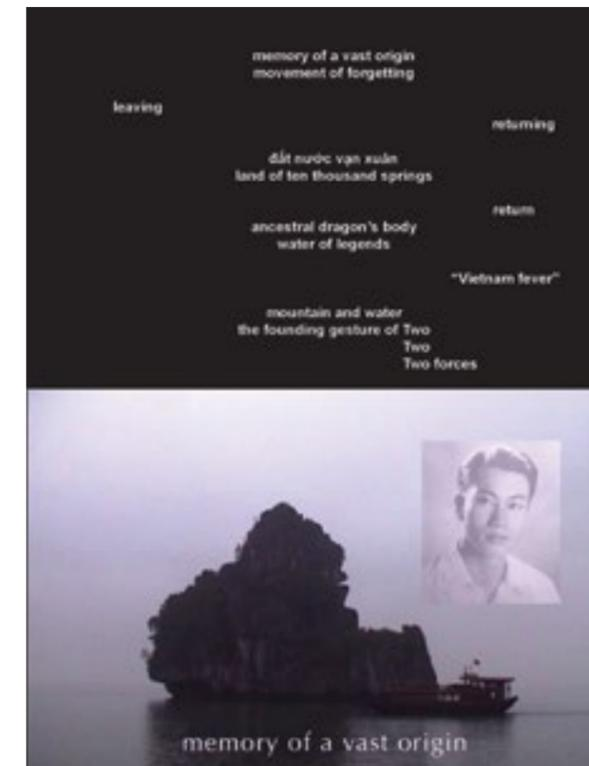 memory of a vast origin
movement of forgetting
leaving
returning
đất nước vạn xuân
land of ten thousand springs
return
ancestral dragon's body
water of legends
"Vietnam fever"
mountain and water
the founding gesture of Two
Two
Two forces
memory of a vast origin